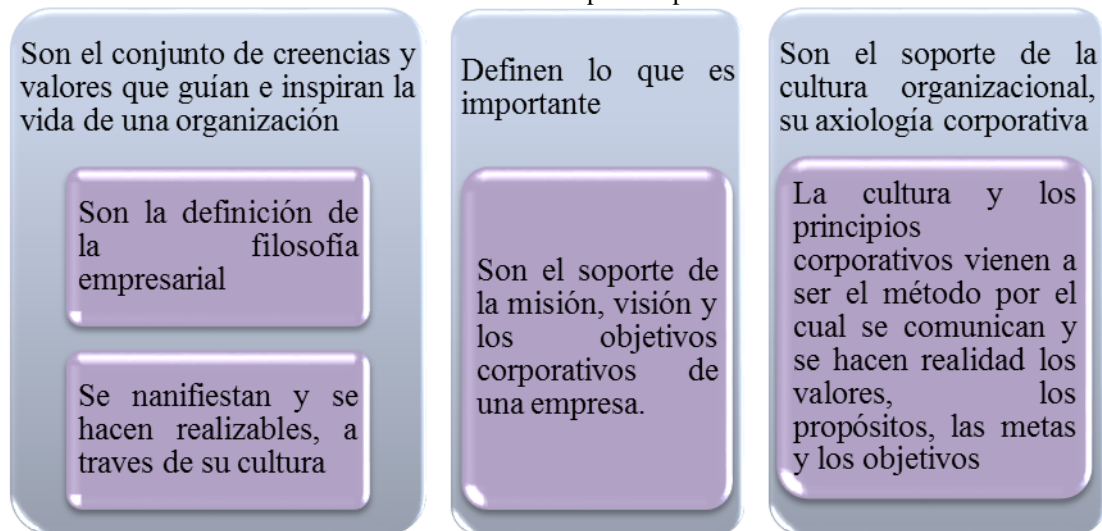 Son el conjunto de creencias y
valores que guían e inspiran la
vida de una organización
Son la definición de
la filosofía
empresarial
Se nanifiestan y se
hacen realizables, a
traves de su cultura
Definen lo que es
importante
Son el soporte de
la misión, visión y
los objetivos
corporativos de
una empresa.
Son el soporte de la
cultura organizacional,
su axiología corporativa
La cultura y los
principios
corporativos vienen a
ser el método por el
cual se comunican y
se hacen realidad los
valores, los
propósitos, las metas
y los objetivos